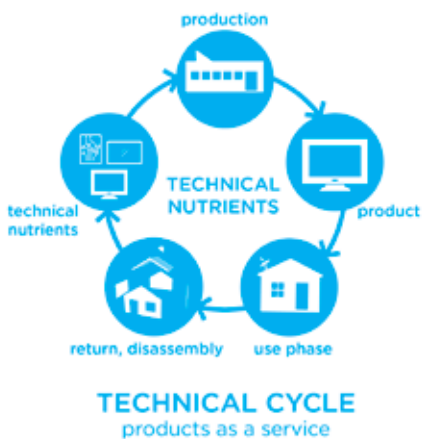 production
TECHNICAL
NUTRIENTS
technical
nutrients
product
return, disassembly
use phase
TECHNICAL CYCLE
products as a service